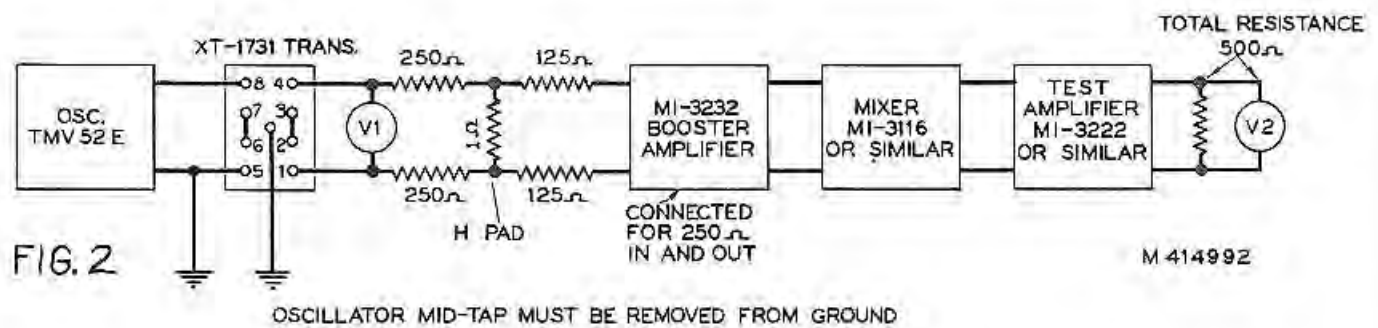 XT-1731 TRANS.
OSC.
TMV 52 E
8 4
7 3
6 2
5 1
V1
250Ω
125Ω
1Ω
250Ω
125Ω
H PAD
MI-3232
BOOSTER
AMPLIFIER
CONNECTED
FOR 250Ω
IN AND OUT
MIXER
MI-3116
OR SIMILAR
TEST
AMPLIFIER
MI-3222
OR SIMILAR
TOTAL RESISTANCE
500Ω
V2
FIG. 2
M 414992
OSCILLATOR MID-TAP MUST BE REMOVED FROM GROUND